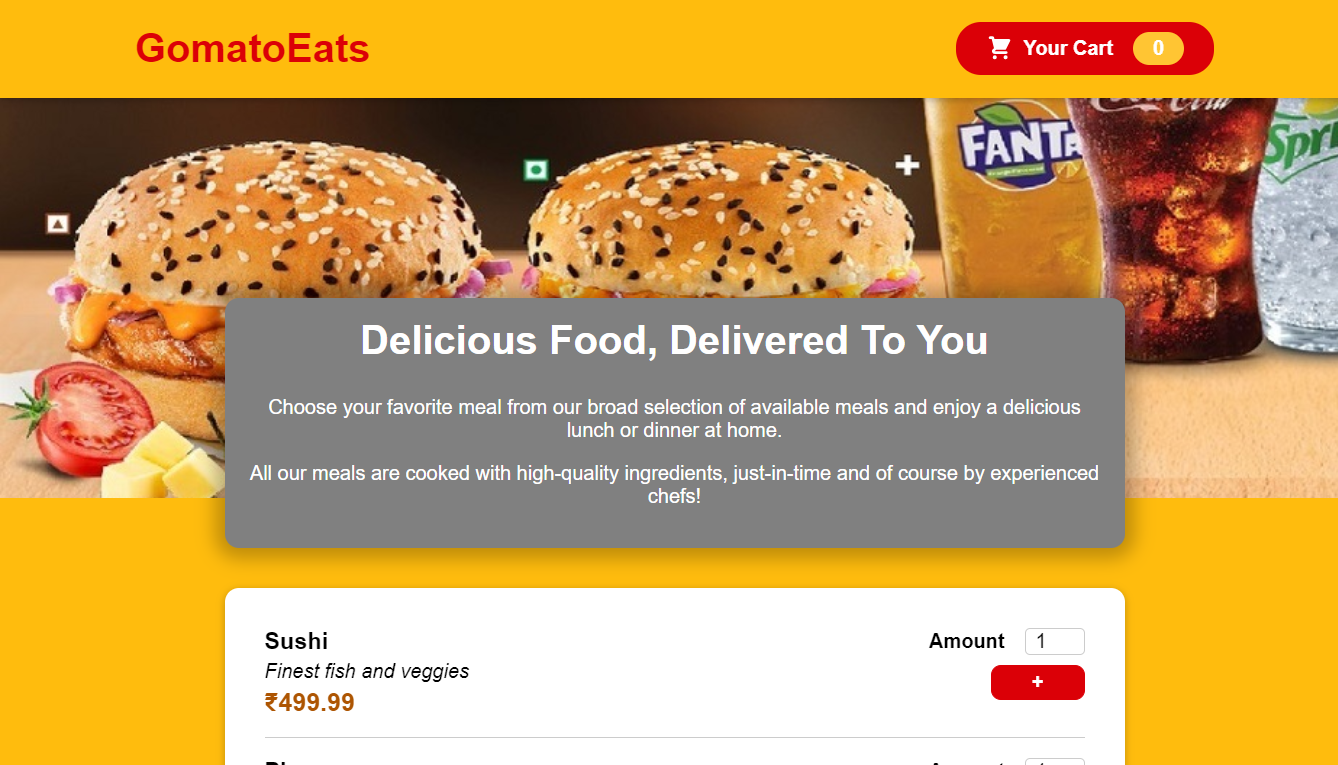 GomatoEats
Your Cart 0
FANTA
Coca-Cola
Delicious Food, Delivered To You
Choose your favorite meal from our broad selection of available meals and enjoy a delicious
lunch or dinner at home.
All our meals are cooked with high-quality ingredients, just-in-time and of course by experienced
chefs!
Sushi
Amount 1
Finest fish and veggies
+
₹499.99